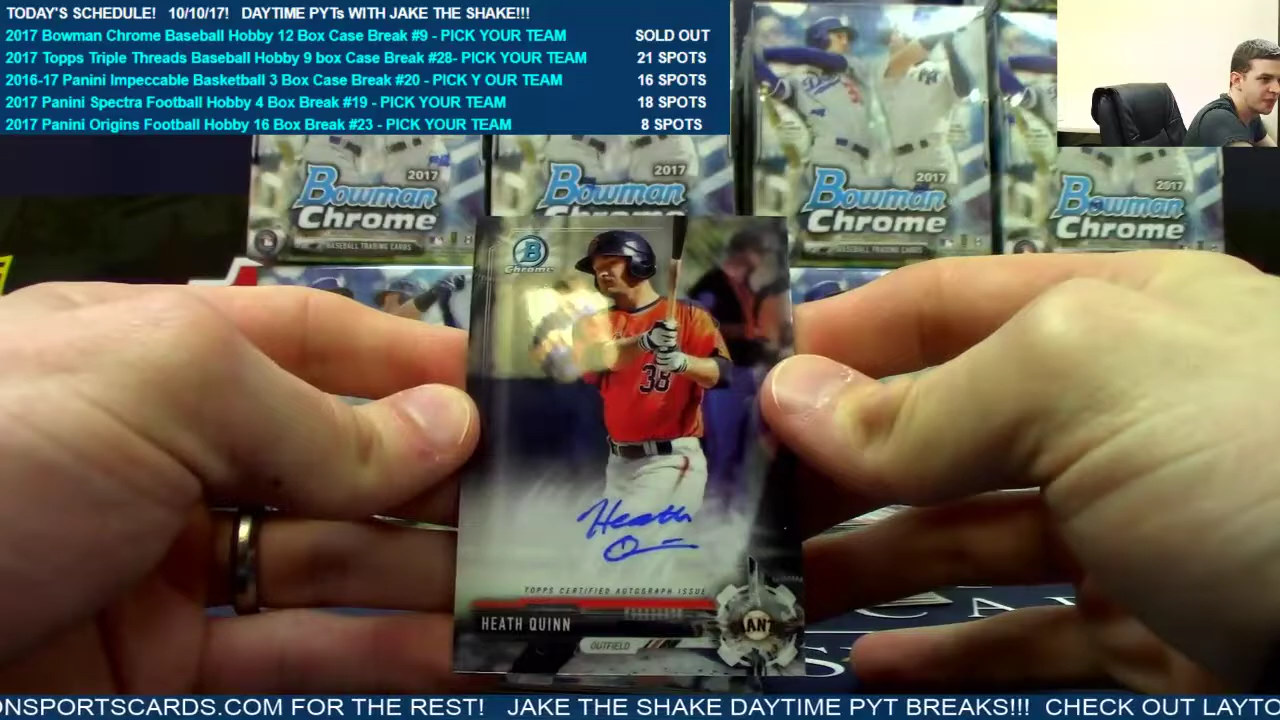 TODAY'S SCHEDULE! 10/10/17! DAYTIME PYTs WITH JAKE THE SHAKE!!!
2017 Bowman Chrome Baseball Hobby 12 Box Case Break #9 - PICK YOUR TEAM SOLD OUT
2017 Topps Triple Threads Baseball Hobby 9 box Case Break #28- PICK YOUR TEAM 21 SPOTS
2016-17 Panini Impeccable Basketball 3 Box Case Break #20 - PICK Y OUR TEAM 16 SPOTS
2017 Panini Spectra Football Hobby 4 Box Break #19 - PICK YOUR TEAM 18 SPOTS
2017 Panini Origins Football Hobby 16 Box Break #23 - PICK YOUR TEAM 8 SPOTS
2017 2017 2017 2017
Bowman Bowman Bowman Bowman
Chrome Chrome Chrome Chrome
BASEBALL TRADING CARDS
B
Chrome
38
Heath
TOPPS CERTIFIED AUTOGRAPH ISSUE
HEATH QUINN
OUTFIELD
ONSPORTSCARDS.COM FOR THE REST! JAKE THE SHAKE DAYTIME PYT BREAKS!!! CHECK OUT LAYTO